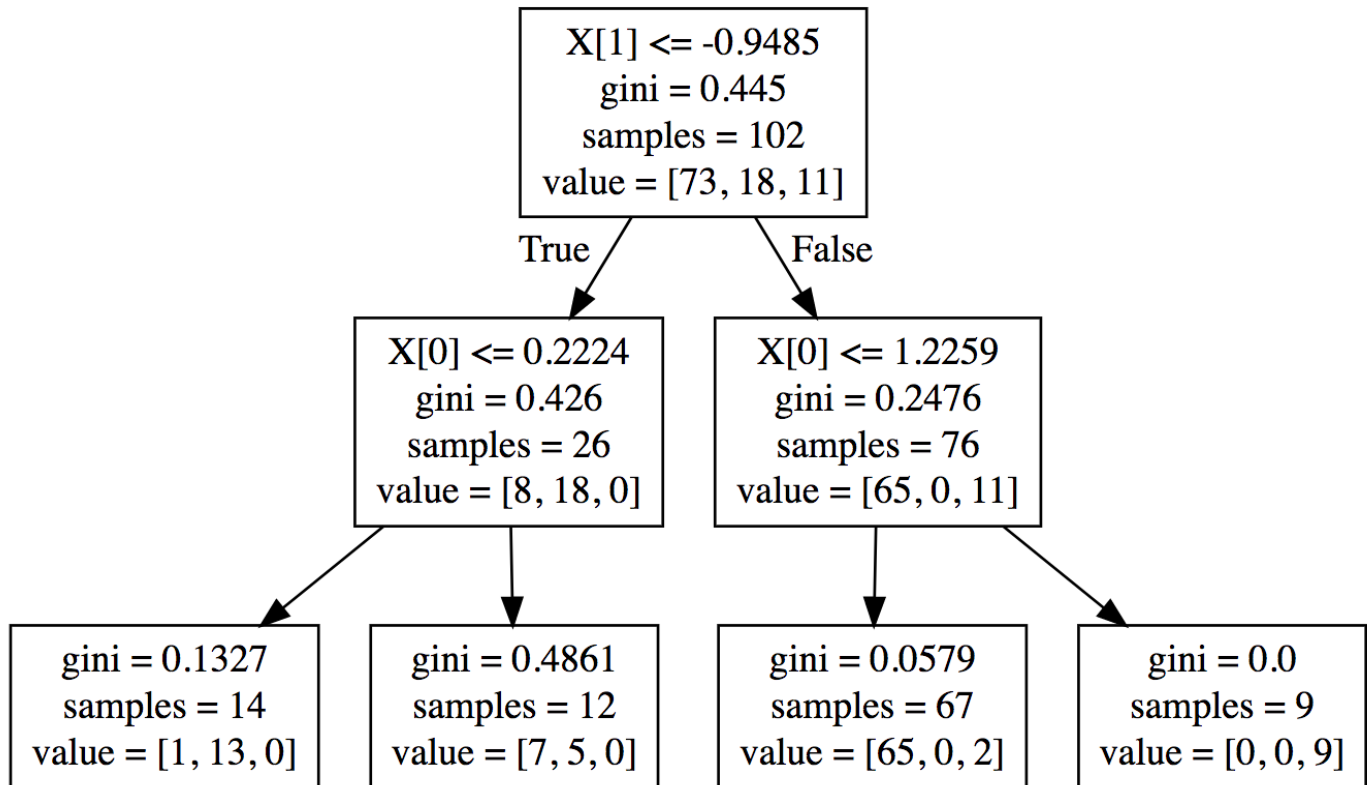 X[1] <= -0.9485
gini = 0.445
samples = 102
value = [73, 18, 11]
True
False
X[0] <= 0.2224
gini = 0.426
samples = 26
value = [8, 18, 0]
X[0] <= 1.2259
gini = 0.2476
samples = 76
value = [65, 0, 11]
gini = 0.1327
samples = 14
value = [1, 13, 0]
gini = 0.4861
samples = 12
value = [7, 5, 0]
gini = 0.0579
samples = 67
value = [65, 0, 2]
gini = 0.0
samples = 9
value = [0, 0, 9]